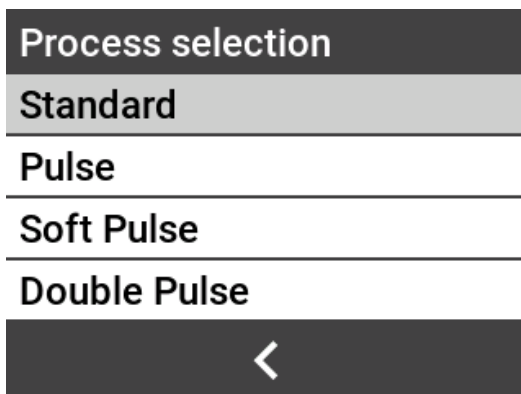 Process selection
Standard
Pulse
Soft Pulse
Double Pulse